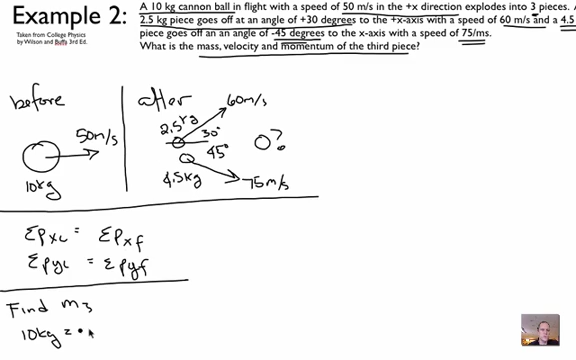 Example 2:
Taken from College Physics
by Wilson and Buffa 3rd Ed.
A 10 kg cannon ball in flight with a speed of 50 m/s in the +x direction explodes into 3 pieces. A
2.5 kg piece goes off at an angle of +30 degrees to the +x-axis with a speed of 60 m/s and a 4.5
piece goes off an an angle of -45 degrees to the x-axis with a speed of 75/ms.
What is the mass, velocity and momentum of the third piece?
before
50m/s
10kg
after
60m/s
2.5kg
30°
45°
?
4.5kg
75m/s
Σpxi = Σpxf
Σpyi = Σpyf
Find m3
10kg =